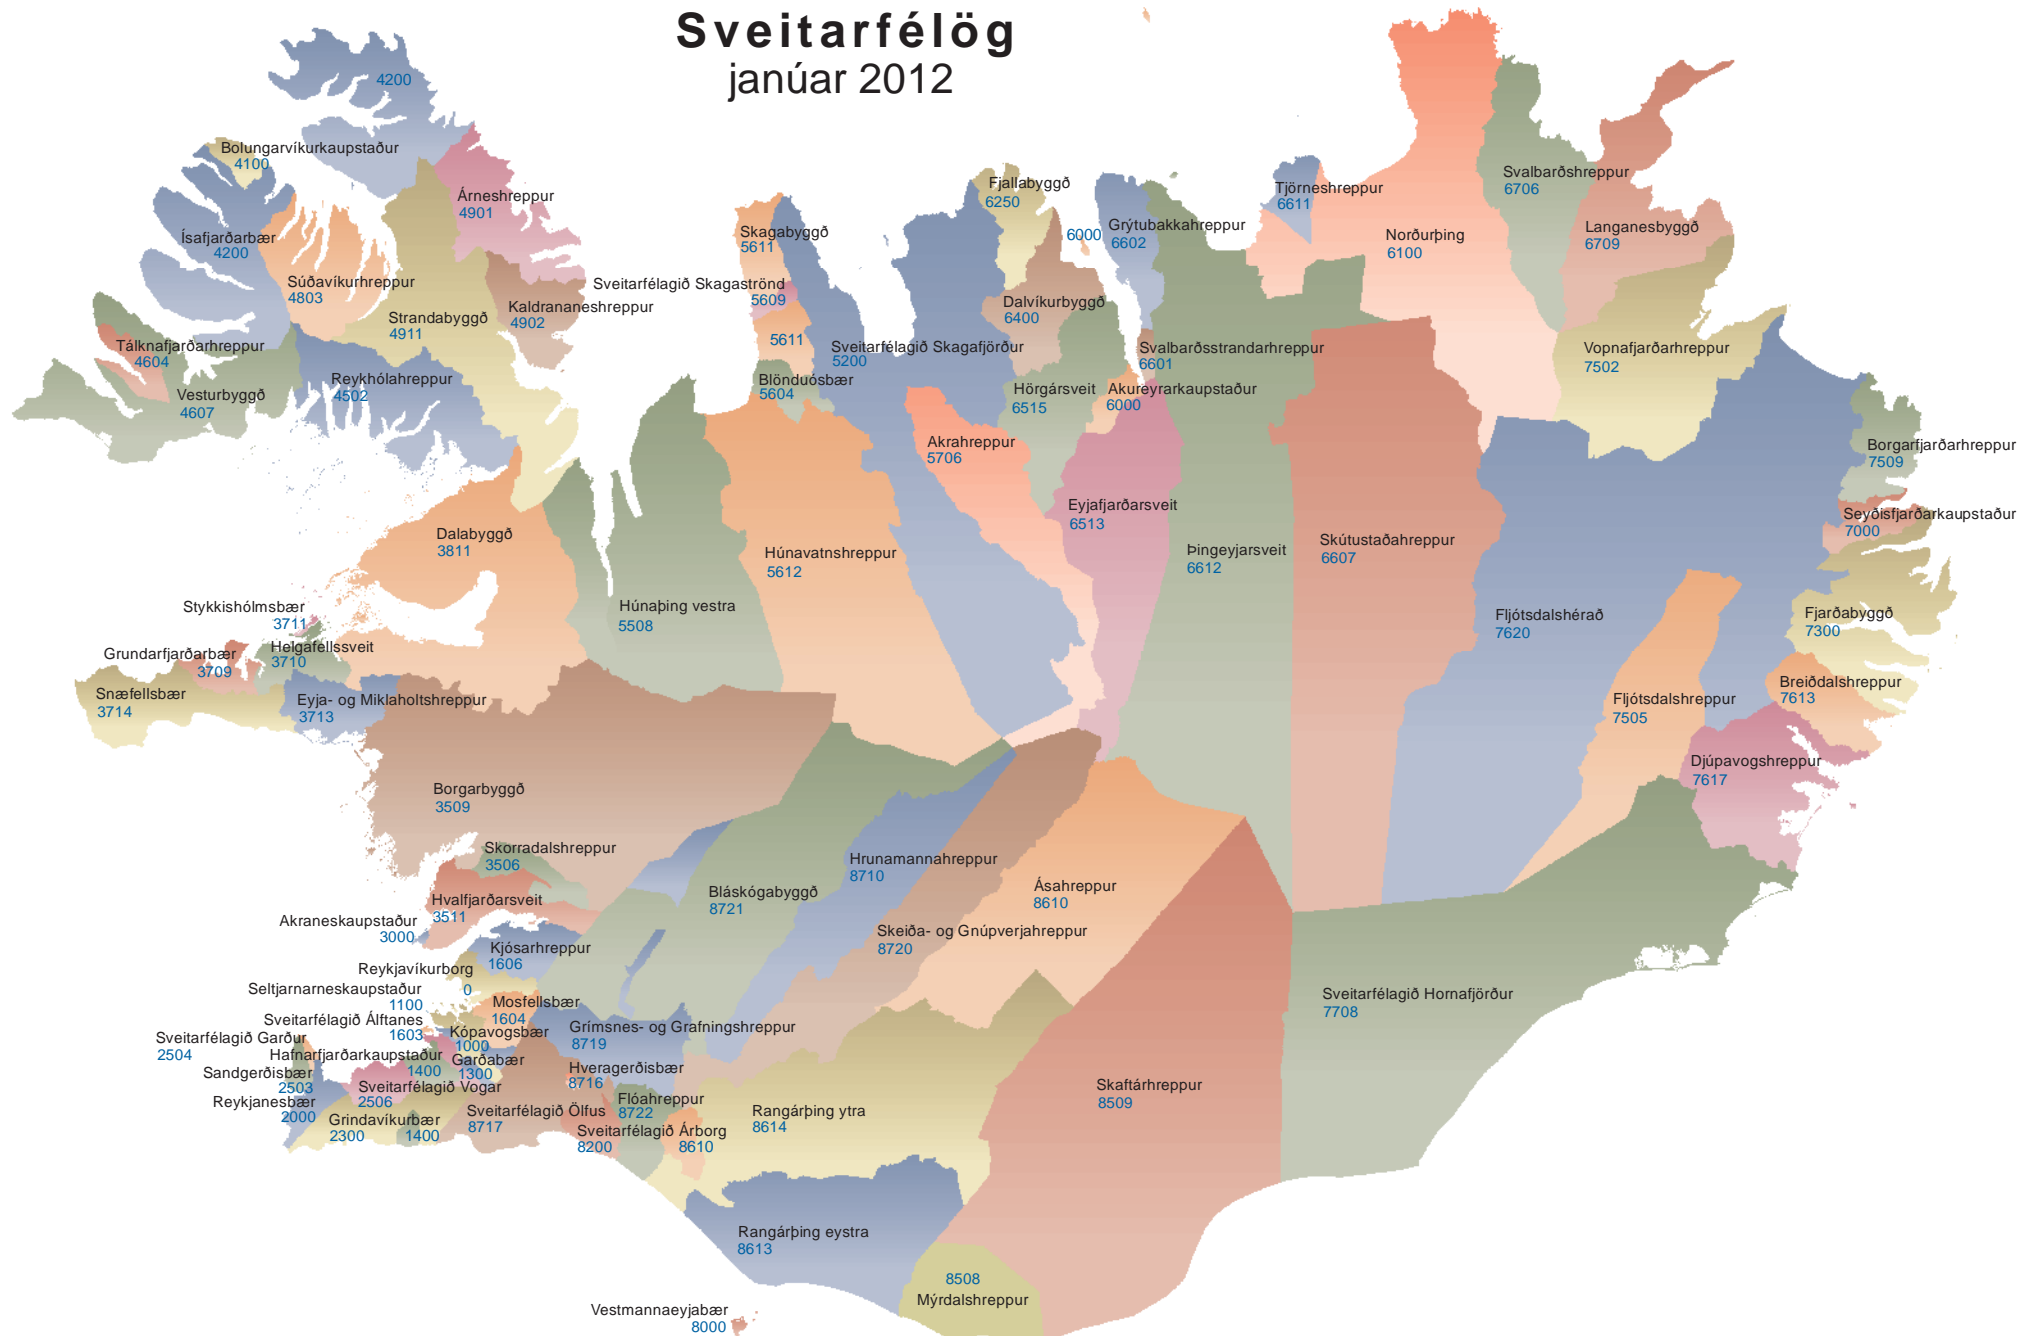 Sveitarfélög
janúar 2012
4200
Bolungarvíkurkaupstaður
4100
Árneshreppur
4901
Ísafjarðarbær
4200
Súðavíkurhreppur
4803
Strandabyggð
4911
Kaldrananeshreppur
4902
Tálknafjarðarhreppur
4604
Vesturbyggð
4607
Reykhólahreppur
4502
Skagabyggð
5611
Sveitarfélagið Skagaströnd
5609
5611
Sveitarfélagið Skagafjörður
5200
Blönduósbær
5604
Fjallabyggð
6250
6000
Grýtubakkahreppur
6602
Dalvíkurbyggð
6400
Svalbarðsstrandarhreppur
6601
Hörgársveit
6515
Akureyrarkaupstaður
6000
Akrahreppur
5706
Eyjafjarðarsveit
6513
Tjörneshreppur
6611
Norðurþing
6100
Svalbarðshreppur
6706
Langanesbyggð
6709
Vopnafjarðarhreppur
7502
Borgarfjarðarhreppur
7509
Seyðisfjarðarkaupstaður
7000
Dalabyggð
3811
Húnaþing vestra
5508
Húnavatnshreppur
5612
Þingeyjarsveit
6612
Skútustaðahreppur
6607
Fljótsdalshérað
7620
Fjarðabyggð
7300
Breiðdalshreppur
7613
Fljótsdalshreppur
7505
Djúpavogshreppur
7617
Stykkishólmsbær
3711
Helgafellssveit
3710
Grundarfjarðarbær
3709
Snæfellsbær
3714
Eyja- og Miklaholtshreppur
3713
Borgarbyggð
3509
Skorradalshreppur
3506
Hvalfjarðarsveit
3511
Akraneskaupstaður
3000
Kjósarhreppur
1606
Reykjavíkurborg
0
Seltjarnarneskaupstaður
1100
Mosfellsbær
1604
Sveitarfélagið Álftanes
1603
Kópavogsbær
1000
Sveitarfélagið Garður
2504
Hafnarfjarðarkaupstaður
1400
Garðabær
1300
Sandgerðisbær
2503
Sveitarfélagið Vogar
2506
Reykjanesbær
2000
Grindavíkurbær
2300
1400
Sveitarfélagið Ölfus
8717
Bláskógabyggð
8721
Hrunamannahreppur
8710
Ásahreppur
8610
Skeiða- og Gnúpverjahreppur
8720
Grímsnes- og Grafningshreppur
8719
Hveragerðisbær
8716
Flóahreppur
8722
Sveitarfélagið Árborg
8200
8610
Rangárþing ytra
8614
Skaftárhreppur
8509
Sveitarfélagið Hornafjörður
7708
Rangárþing eystra
8613
8508
Mýrdalshreppur
Vestmannaeyjabær
8000